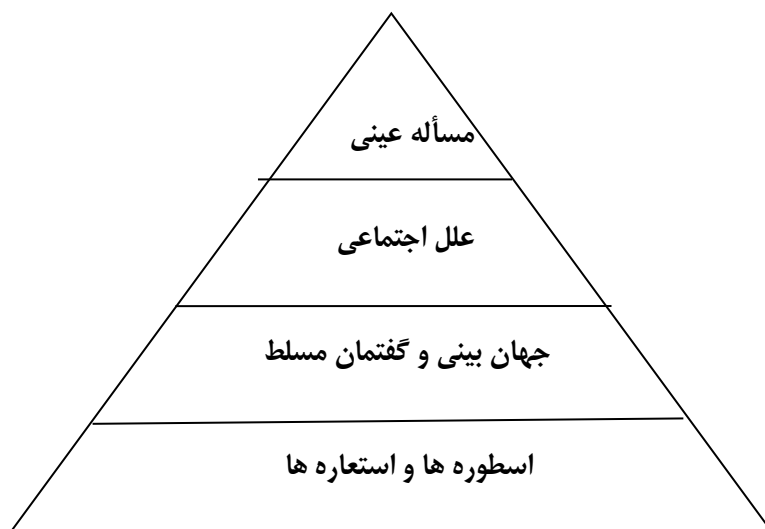 مسأله عینی
علل اجتماعی
جهان بینی و گفتمان مسلط
اسطوره ها و استعاره ها